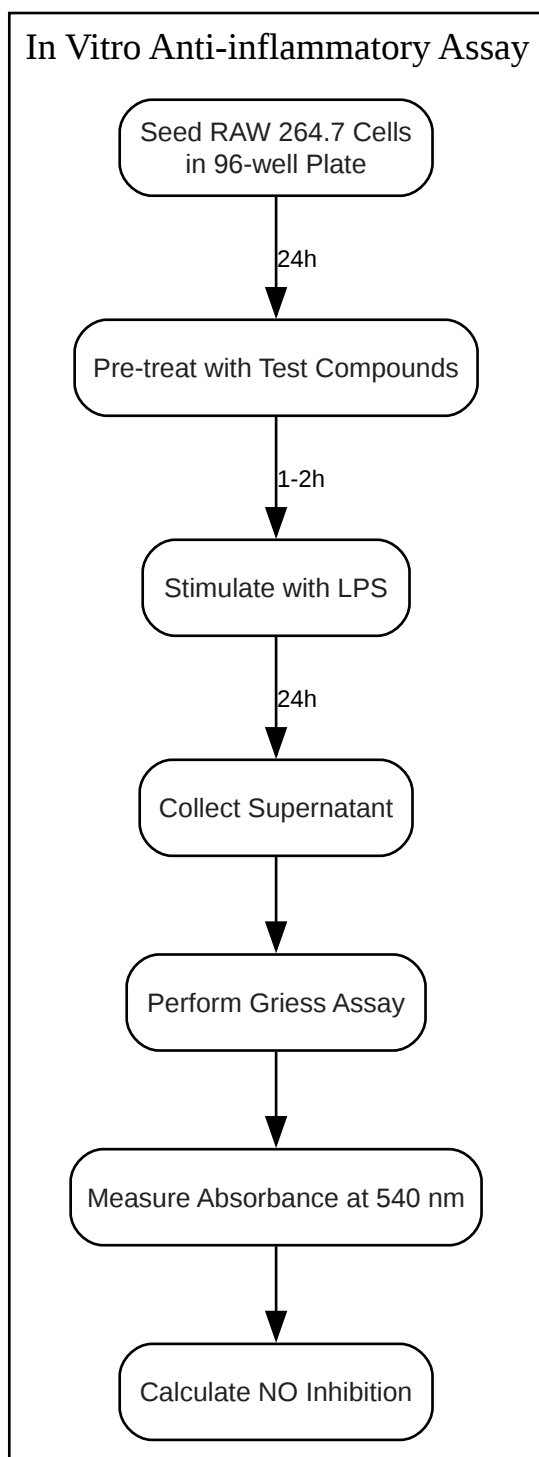 In Vitro Anti-inflammatory Assay
Seed RAW 264.7 Cells
in 96-well Plate
24h
Pre-treat with Test Compounds
1-2h
Stimulate with LPS
24h
Collect Supernatant
Perform Griess Assay
Measure Absorbance at 540 nm
Calculate NO Inhibition